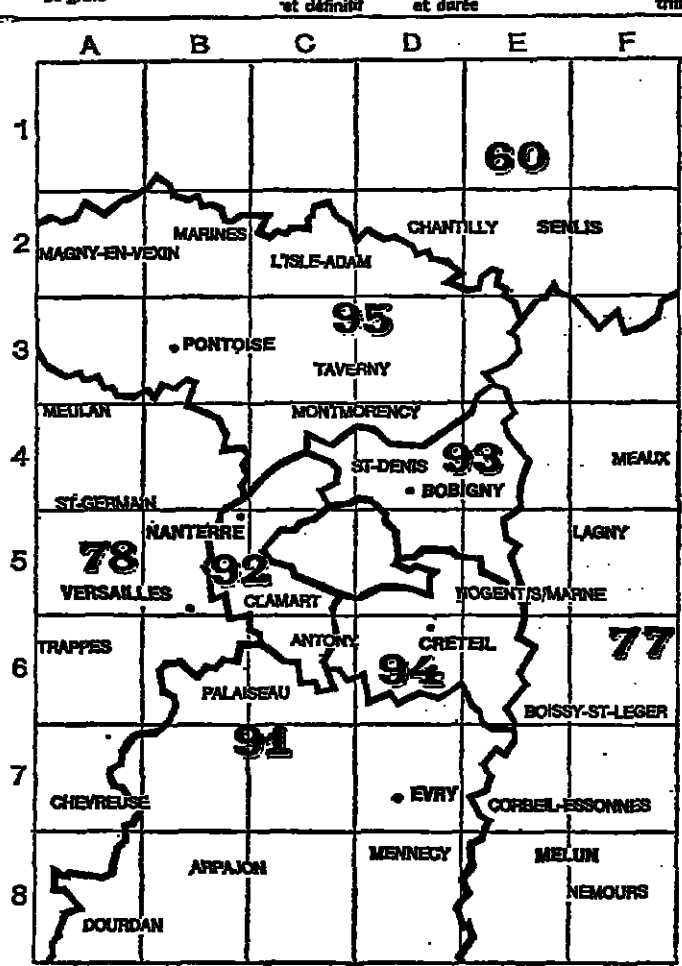 et définitif et durée
A B C D E F
1
60
2 MARINES CHANTILLY SENLIS
MAGNY-EN-VEXIN L'ISLE-ADAM
95
3 PONTOISE
TAVERNY
MEULAN MONTMORENCY
4 ST-DENIS 93 MEAUX
BOBIGNY
ST-GERMAIN
NANTERRE LAGNY
5 78 92
VERSAILLES CLAMART NOGENT/S/MARNE
TRAPPES ANTONY CRETEIL 77
6 94
PALAISEAU
BOISSY-ST-LEGER
91
7
CHEVREUSE EVRY CORBEIL-ESSONNES
ARPAJON MENNECY MELUN
8 NEMOURS
DOURDAN